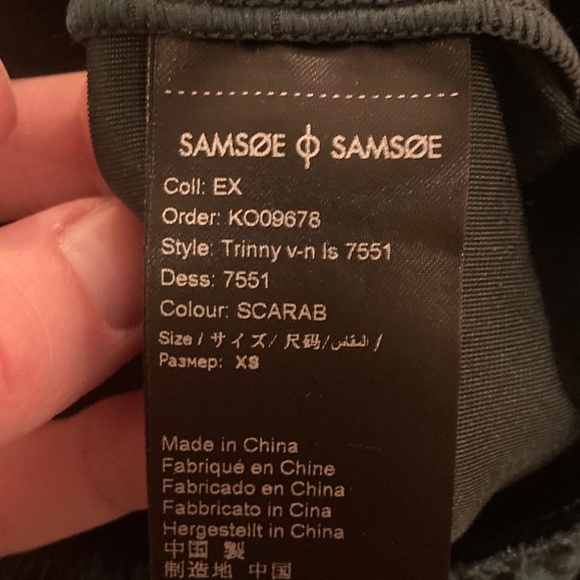 SAMSØE ϕ SAMSØE
Coll: EX
Order: KO09678
Style: Trinny v-n ls 7551
Dess: 7551
Colour: SCARAB
Size / サイズ / 尺码 / المقاس /
Размер: XS
Made in China
Fabriqué en Chine
Fabricado en China
Fabbricato in Cina
Hergestellt in China
中国 製
制造地 中国